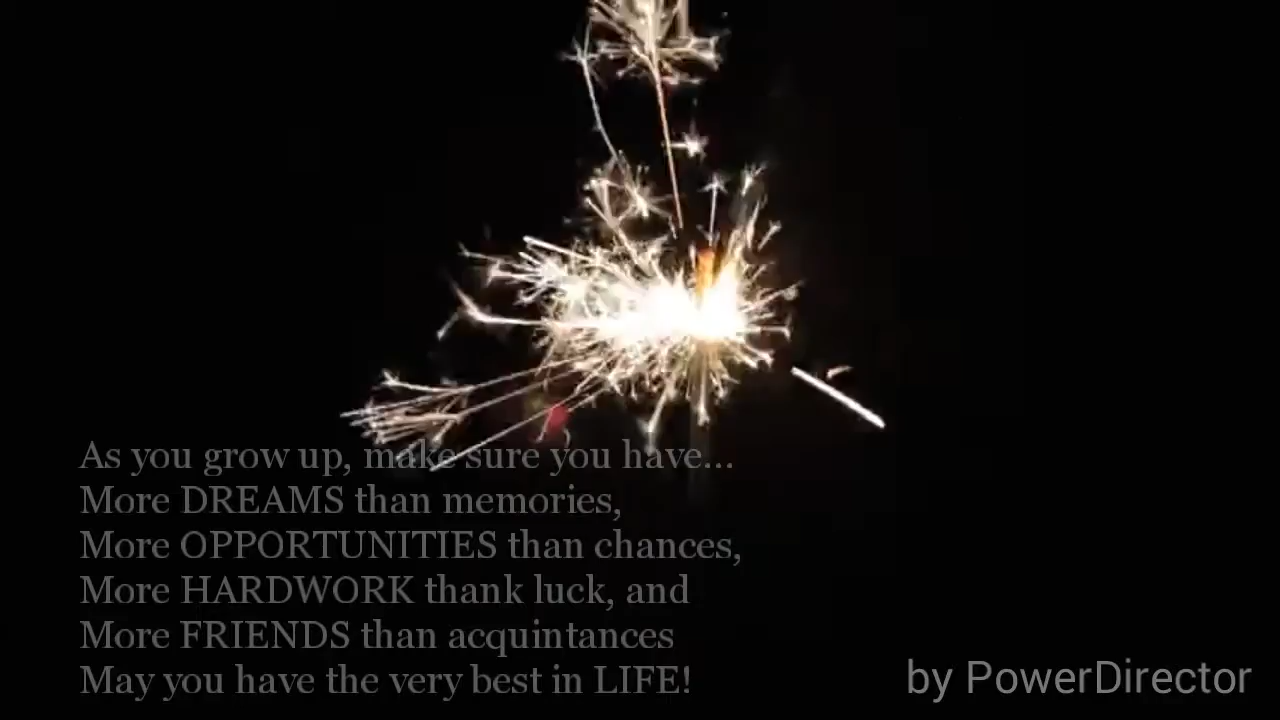 As you grow up, make sure you have...
More DREAMS than memories,
More OPPORTUNITIES than chances,
More HARDWORK thank luck, and
More FRIENDS than acquintances
May you have the very best in LIFE!
by PowerDirector